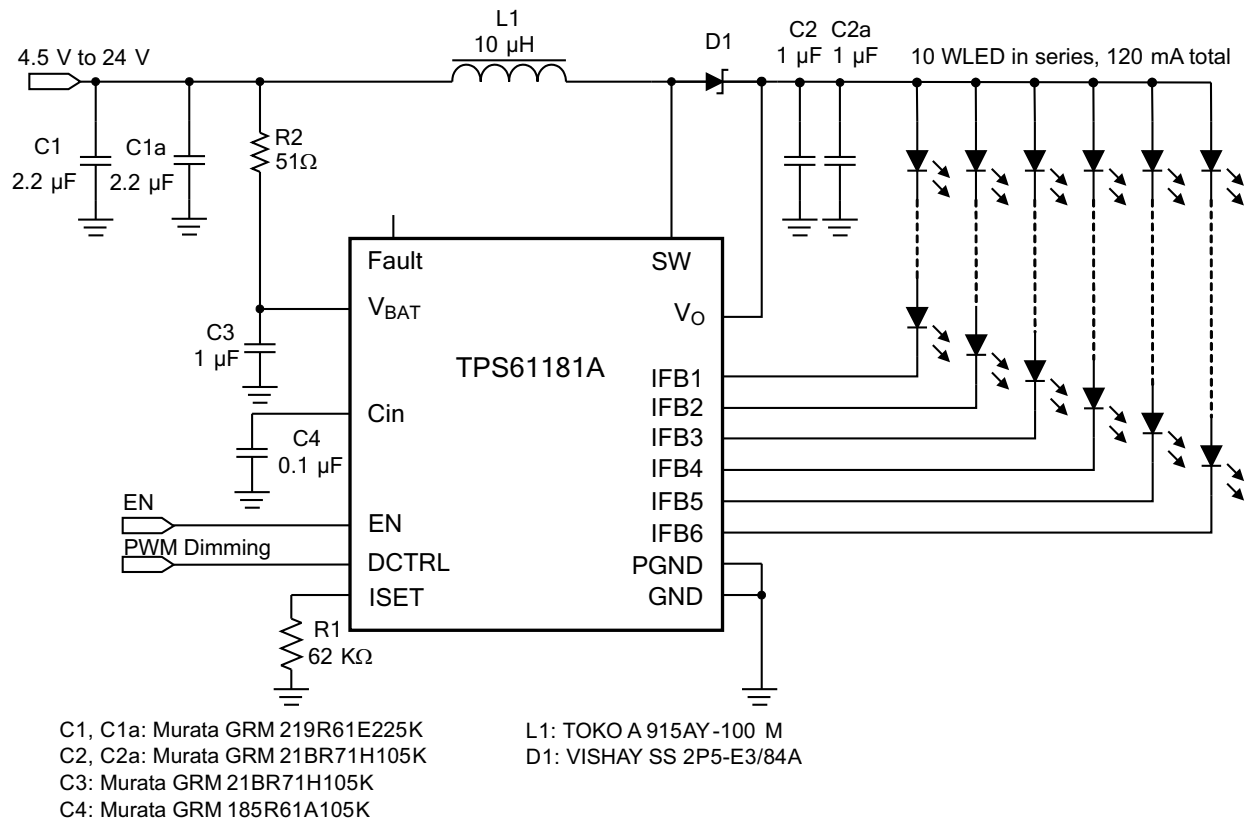 L1
10 µH
4.5 V to 24 V
D1
C2
1 µF
C2a
1 µF
10 WLED in series, 120 mA total
C1
2.2 µF
C1a
2.2 µF
R2
51Ω
Fault
SW
VBAT
VO
C3
1 µF
TPS61181A
IFB1
IFB2
IFB3
IFB4
IFB5
IFB6
Cin
C4
0.1 µF
EN
EN
PWM Dimming
DCTRL
PGND
ISET
GND
R1
62 KΩ
C1, C1a: Murata GRM 219R61E225K
C2, C2a: Murata GRM 21BR71H105K
C3: Murata GRM 21BR71H105K
C4: Murata GRM 185R61A105K
L1: TOKO A 915AY-100 M
D1: VISHAY SS 2P5-E3/84A